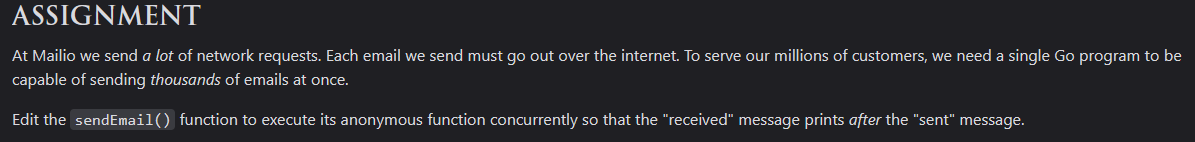 ASSIGNMENT
At Mailio we send a lot of network requests. Each email we send must go out over the internet. To serve our millions of customers, we need a single Go program to be
capable of sending thousands of emails at once.
Edit the sendEmail() function to execute its anonymous function concurrently so that the "received" message prints after the "sent" message.